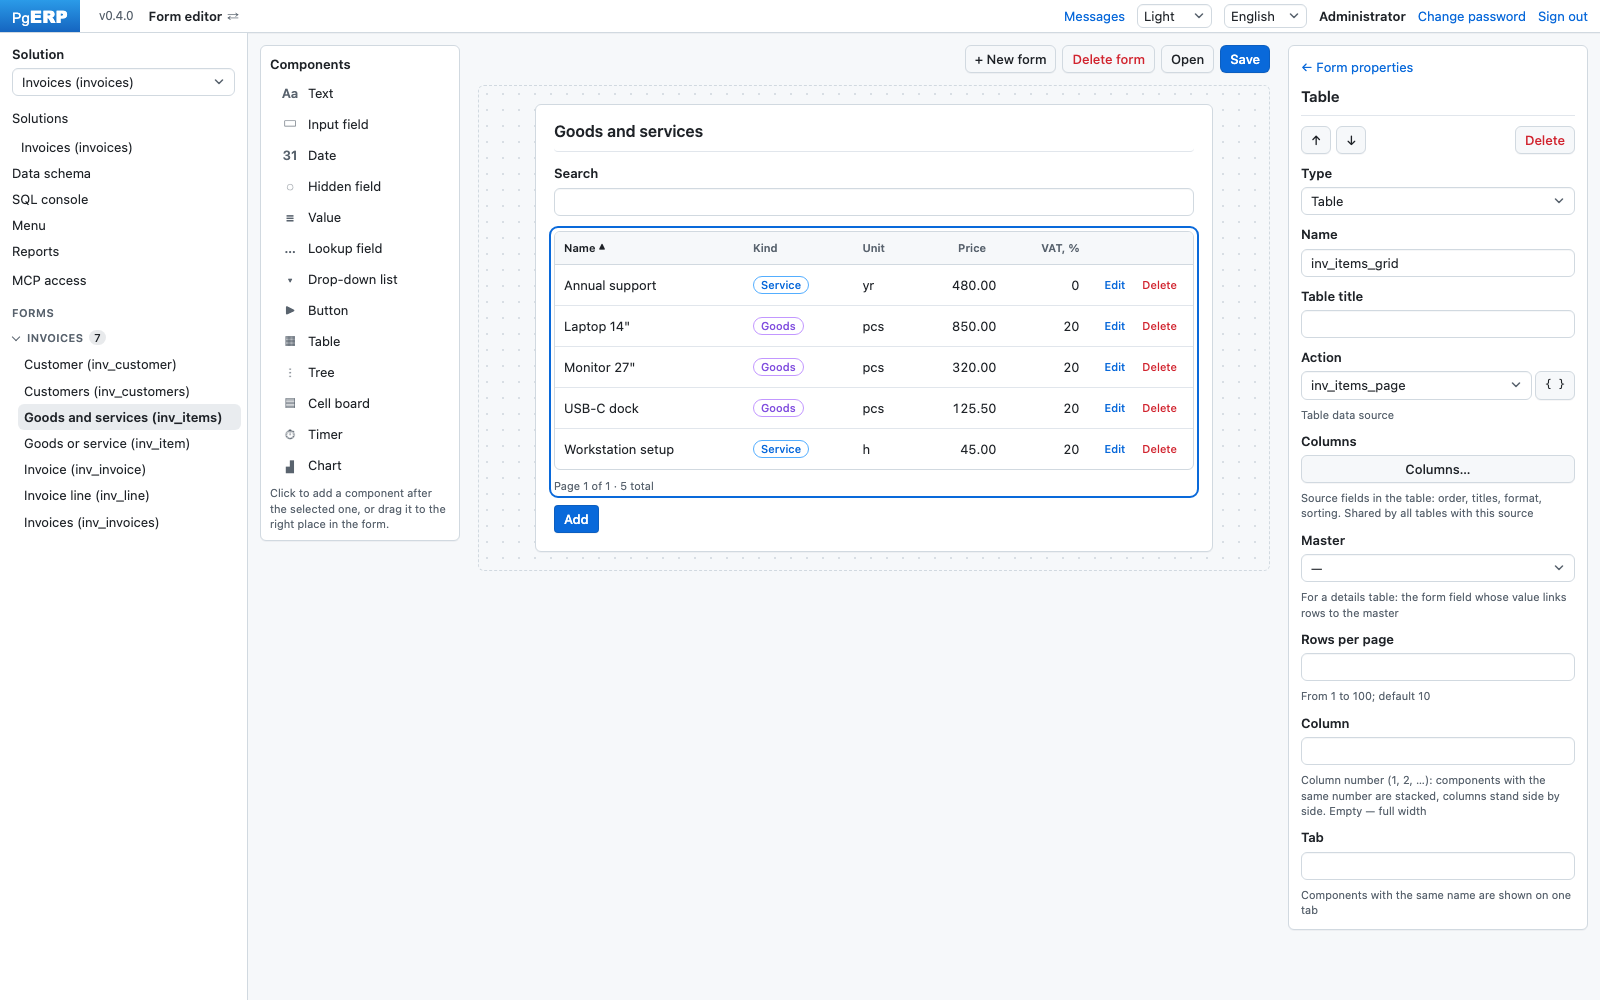 PgERP
v0.4.0
Form editor ⇄
Messages
Light
English
Administrator
Change password
Sign out
Solution
Invoices (invoices)
Solutions
Invoices (invoices)
Data schema
SQL console
Menu
Reports
MCP access
FORMS
INVOICES 7
Customer (inv_customer)
Customers (inv_customers)
Goods and services (inv_items)
Goods or service (inv_item)
Invoice (inv_invoice)
Invoice line (inv_line)
Invoices (inv_invoices)
Components
Aa Text
Input field
31 Date
Hidden field
Value
Lookup field
Drop-down list
Button
Table
Tree
Cell board
Timer
Chart
Click to add a component after
the selected one, or drag it to the
right place in the form.
+ New form
Delete form
Open
Save
Goods and services
Search
Name ▲ Kind Unit Price VAT, %
Annual support Service yr 480.00 0 Edit Delete
Laptop 14" Goods pcs 850.00 20 Edit Delete
Monitor 27" Goods pcs 320.00 20 Edit Delete
USB-C dock Goods pcs 125.50 20 Edit Delete
Workstation setup Service h 45.00 20 Edit Delete
Page 1 of 1 · 5 total
Add
← Form properties
Table
↑ ↓ Delete
Type
Table
Name
inv_items_grid
Table title
Action
inv_items_page { }
Table data source
Columns
Columns...
Source fields in the table: order, titles, format,
sorting. Shared by all tables with this source
Master
—
For a details table: the form field whose value links
rows to the master
Rows per page
From 1 to 100; default 10
Column
Column number (1, 2, …): components with the
same number are stacked, columns stand side by
side. Empty — full width
Tab
Components with the same name are shown on one
tab